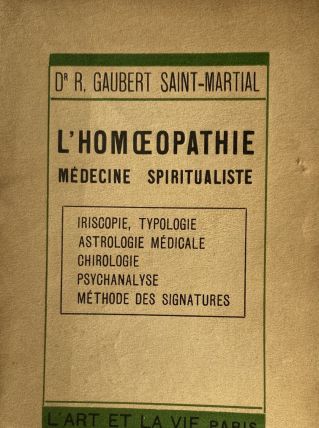 Dr R. GAUBERT SAINT-MARTIAL
L'HOMŒOPATHIE
MÉDECINE SPIRITUALISTE
IRISCOPIE, TYPOLOGIE
ASTROLOGIE MÉDICALE
CHIROLOGIE
PSYCHANALYSE
MÉTHODE DES SIGNATURES
L'ART ET LA VIE PARIS